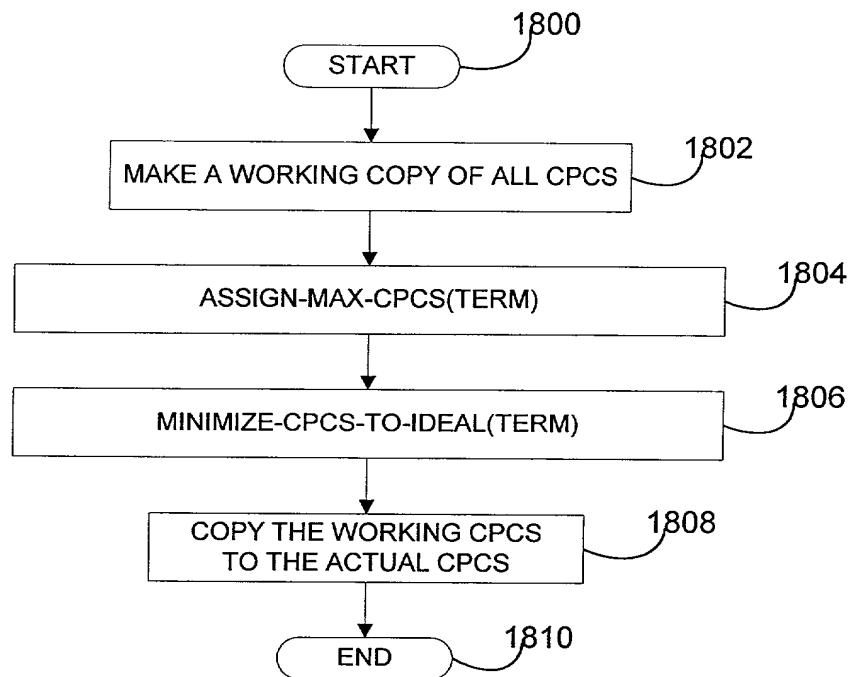 1800
START
1802
MAKE A WORKING COPY OF ALL CPCS
1804
ASSIGN-MAX-CPCS(TERM)
1806
MINIMIZE-CPCS-TO-IDEAL(TERM)
1808
COPY THE WORKING CPCS
TO THE ACTUAL CPCS
1810
END